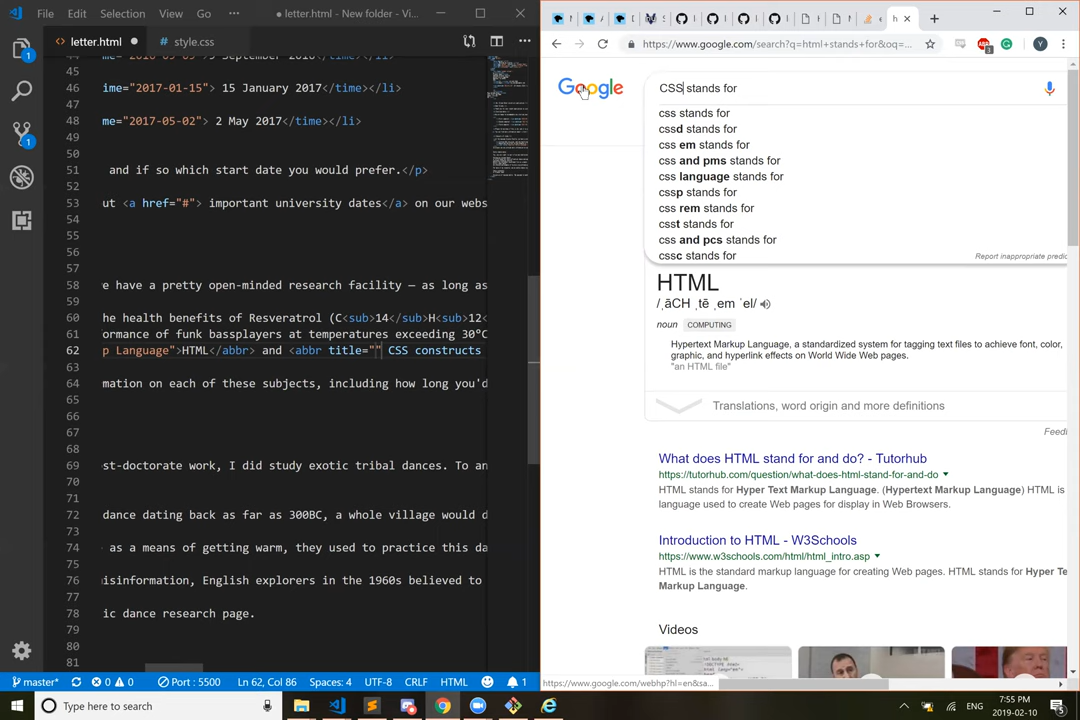 File Edit Selection View Go ··· ● letter.html - New folder - Vi...
letter.html ● style.css
45
46 ime="2017-01-15"> 15 January 2017</time></li>
47
48 me="2017-05-02"> 2 May 2017</time></li>
49
50
51 and if so which start date you would prefer.</p>
52
53 ut <a href="#"> important university dates</a> on our webs
54
55
56
57
58 e have a pretty open-minded research facility — as long as
59
60 he health benefits of Resveratrol (C<sub>14</sub>H<sub>12<
61 ormance of funk bassplayers at temperatures exceeding 30°C
62 p Language">HTML</abbr> and <abbr title="" CSS constructs
63
64 mation on each of these subjects, including how long you'd
65
66
67
68
69 st-doctorate work, I did study exotic tribal dances. To an
70
71
72 dance dating back as far as 300BC, a whole village would d
73
74 as a means of getting warm, they used to practice this da
75
76 isinformation, English explorers in the 1960s believed to
77
78 ic dance research page.
80
81
master* 0 0 Port : 5500 Ln 62, Col 86 Spaces: 4 UTF-8 CRLF HTML 1
https://www.google.com/search?q=html+stands+for&oq=...
Google
CSS stands for
css stands for
cssd stands for
css em stands for
css and pms stands for
css language stands for
cssp stands for
css rem stands for
csst stands for
css and pcs stands for
cssc stands for
Report inappropriate predic
HTML
/ˌāCH ˌtē ˌem ˈel/
noun COMPUTING
Hypertext Markup Language, a standardized system for tagging text files to achieve font, color,
graphic, and hyperlink effects on World Wide Web pages.
"an HTML file"
Translations, word origin and more definitions
Feedl
What does HTML stand for and do? - Tutorhub
https://tutorhub.com/question/what-does-html-stand-for-and-do
HTML stands for Hyper Text Markup Language. (Hypertext Markup Language) HTML is
language used to create Web pages for display in Web Browsers.
Introduction to HTML - W3Schools
https://www.w3schools.com/html/html_intro.asp
HTML is the standard markup language for creating Web pages. HTML stands for Hyper Te
Markup Language.
Videos
https://www.google.com/webhp?hl=en&sa...
Type here to search
ENG
7:55 PM
2019-02-10
5